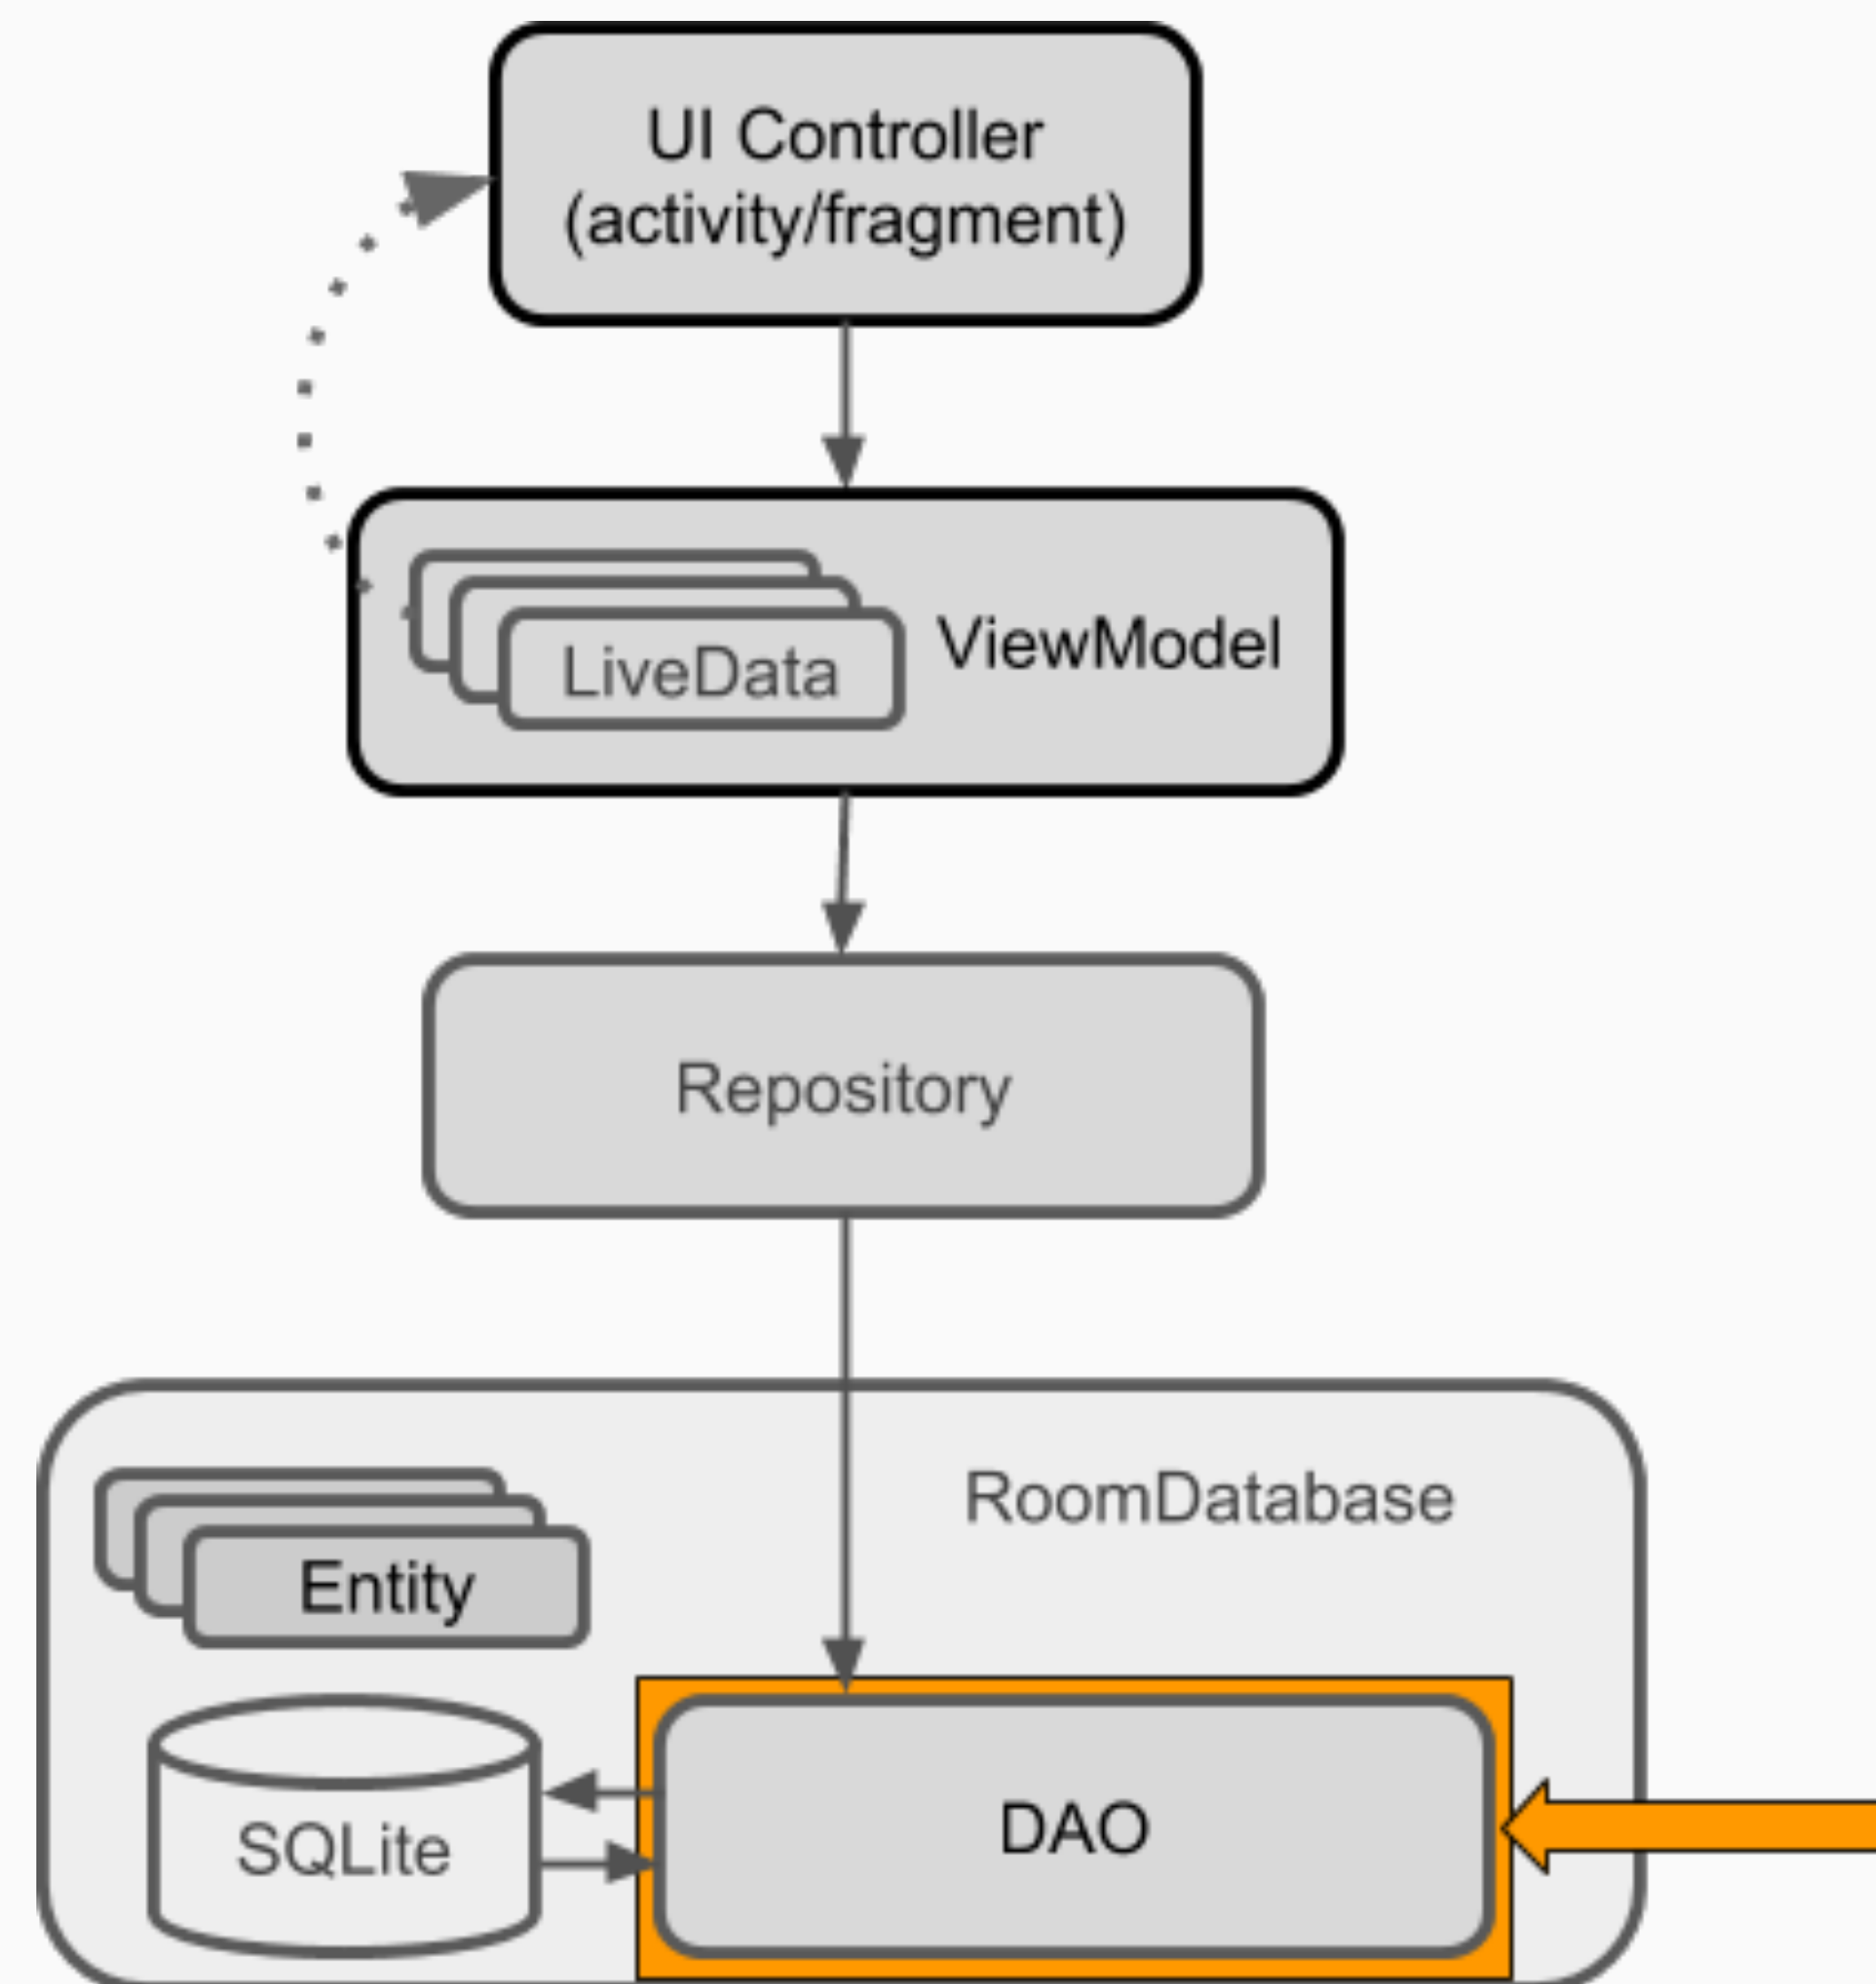 UI Controller
(activity/fragment)
LiveData
ViewModel
Repository
RoomDatabase
Entity
SQLite
DAO